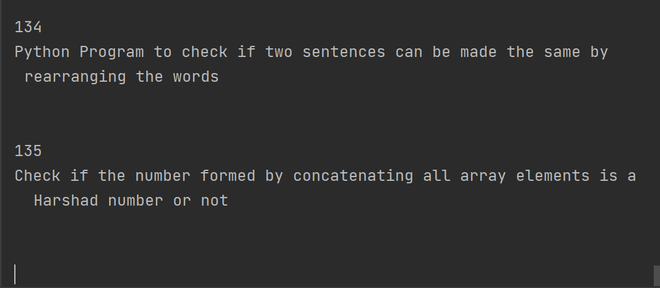 134
Python Program to check if two sentences can be made the same by
rearranging the words
135
Check if the number formed by concatenating all array elements is a
Harshad number or not